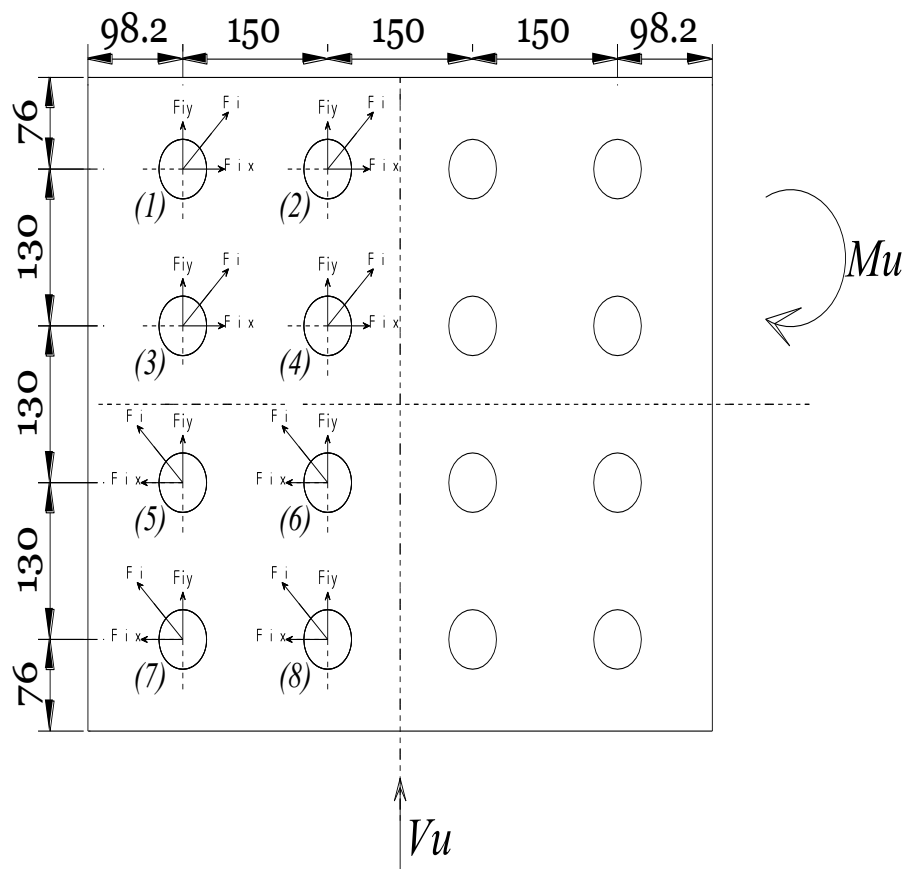 98.2 150 150 150 98.2
76
Fiy Fi Fiy Fi
Fix Fix
(1) (2)
130
Mu
Fiy Fi Fiy Fi
Fix Fix
(3) (4)
130
Fi Fiy Fi Fiy
Fix Fix
(5) (6)
130
Fi Fiy Fi Fiy
Fix Fix
(7) (8)
76
Vu